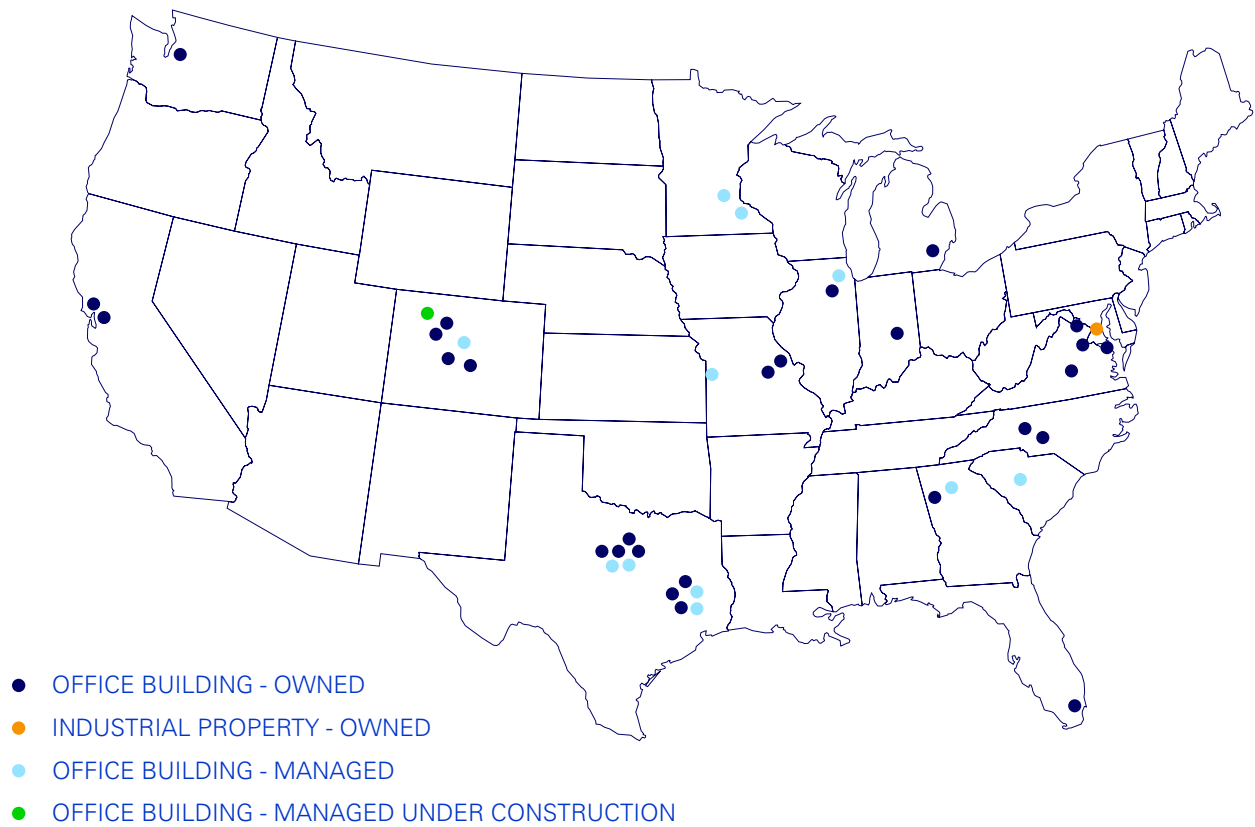 OFFICE BUILDING - OWNED
INDUSTRIAL PROPERTY - OWNED
OFFICE BUILDING - MANAGED
OFFICE BUILDING - MANAGED UNDER CONSTRUCTION